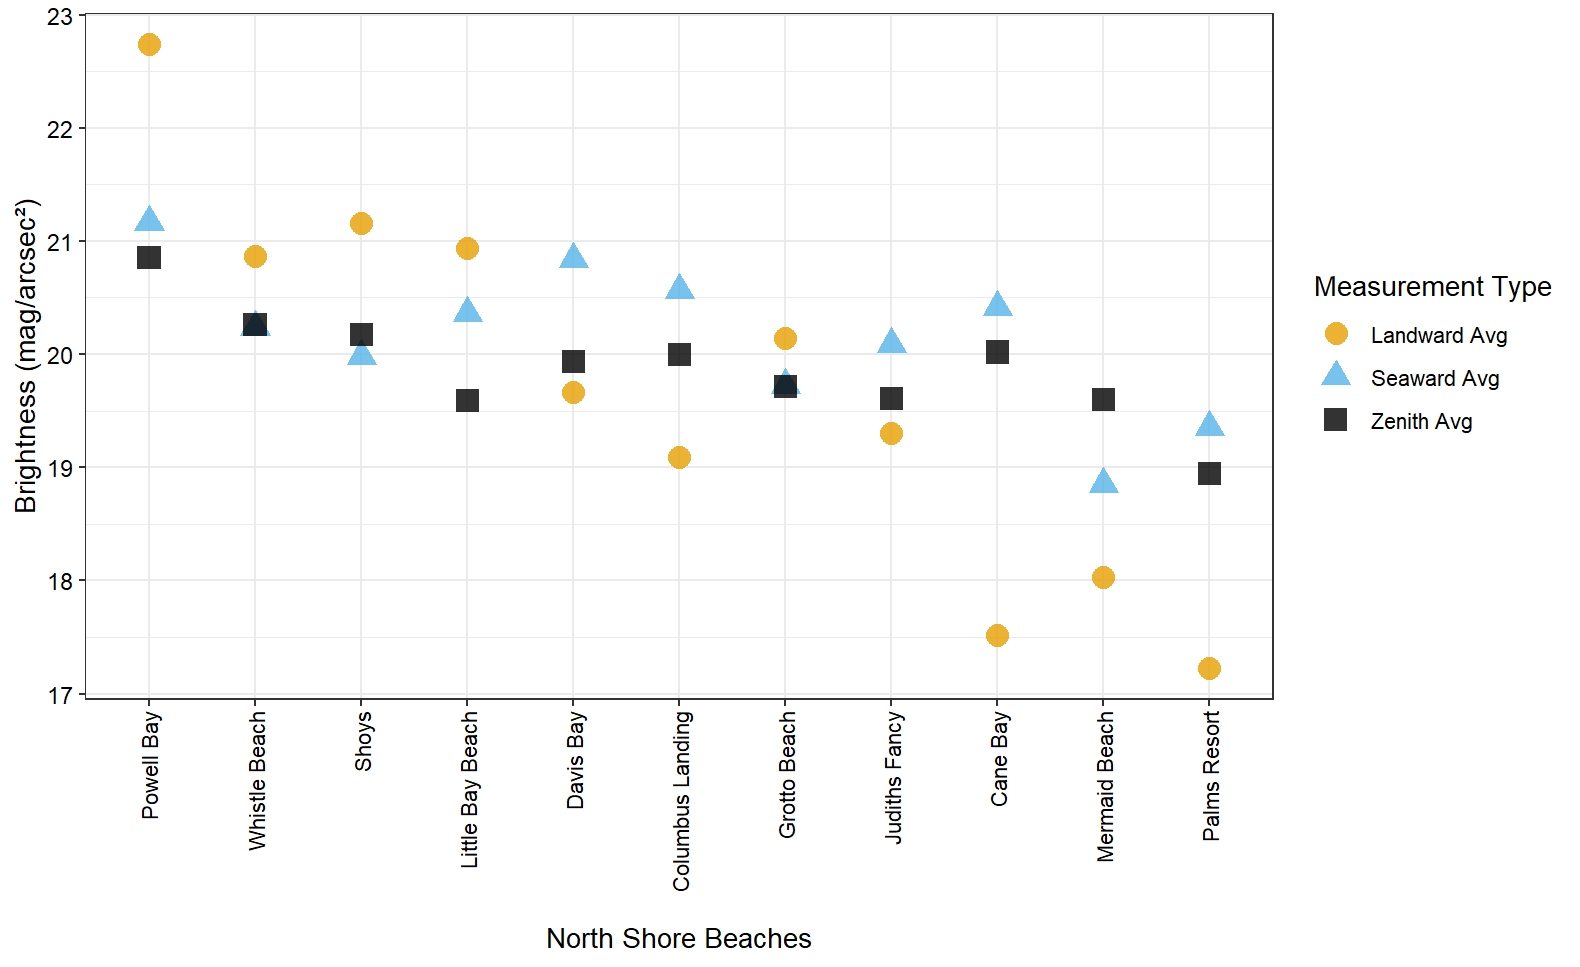 23
22
21
20
19
18
17
Brightness (mag/arcsec²)
Powell Bay
Whistle Beach
Shoys
Little Bay Beach
Davis Bay
Columbus Landing
Grotto Beach
Judiths Fancy
Cane Bay
Mermaid Beach
Palms Resort
North Shore Beaches
Measurement Type
Landward Avg
Seaward Avg
Zenith Avg